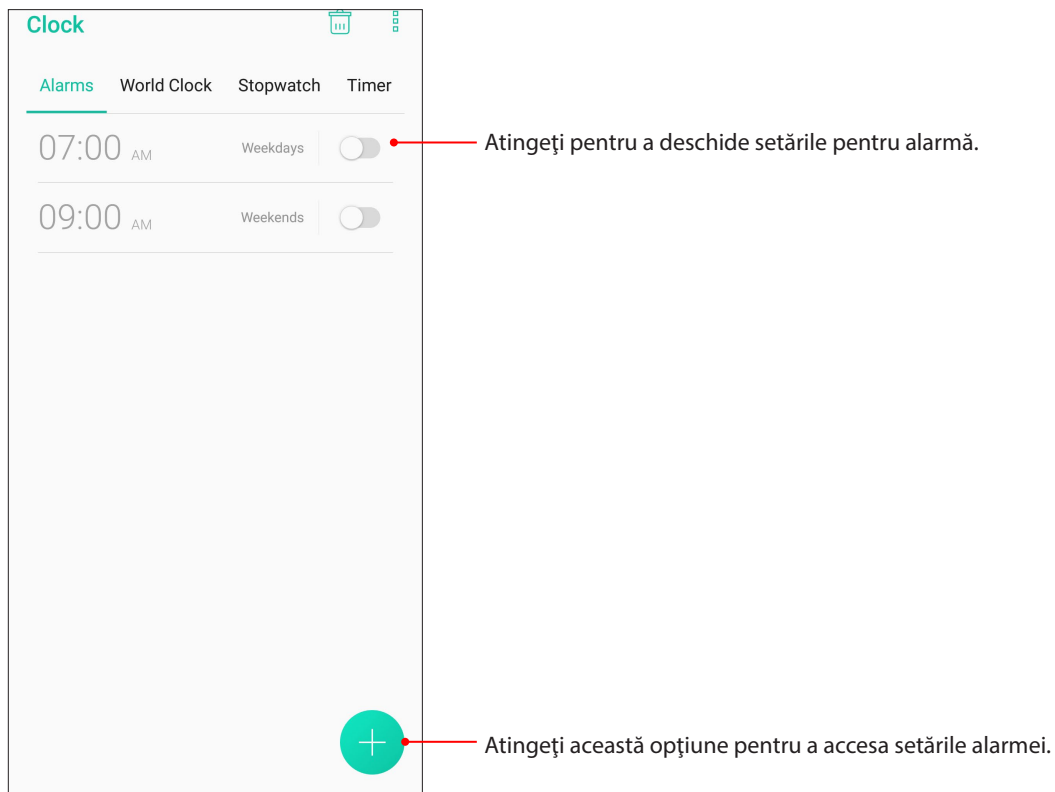 Clock
Alarms World Clock Stopwatch Timer
07:00 AM Weekdays
Atingeţi pentru a deschide setările pentru alarmă.
09:00 AM Weekends
Atingeţi această opţiune pentru a accesa setările alarmei.